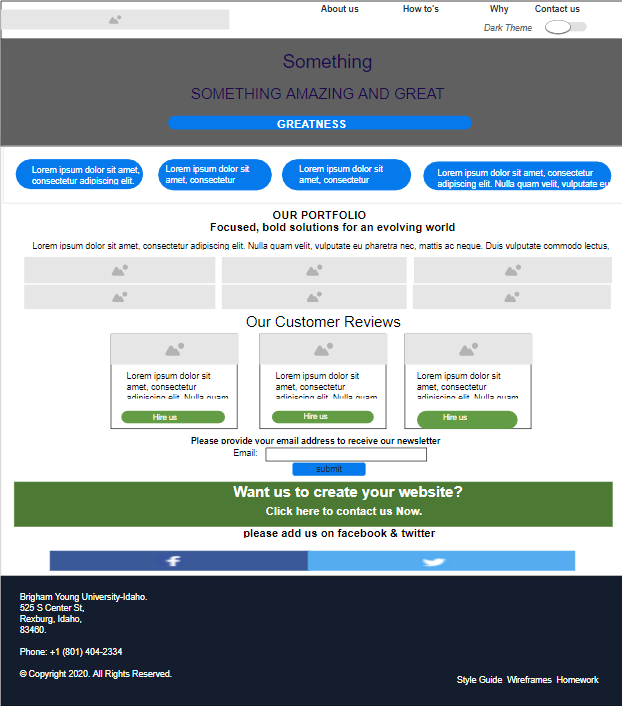 About us How to's Why Contact us
Dark Theme
Something
SOMETHING AMAZING AND GREAT
GREATNESS
Lorem ipsum dolor sit amet,
consectetur adipiscing elit.
Lorem ipsum dolor sit
amet, consectetur
Lorem ipsum dolor sit
amet, consectetur
Lorem ipsum dolor sit amet, consectetur
adipiscing elit. Nulla quam velit, vulputate eu
OUR PORTFOLIO
Focused, bold solutions for an evolving world
Lorem ipsum dolor sit amet, consectetur adipiscing elit. Nulla quam velit, vulputate eu pharetra nec, mattis ac neque. Duis vulputate commodo lectus,
Our Customer Reviews
Lorem ipsum dolor sit
amet, consectetur
adipiscing elit. Nulla quam
Hire us
Lorem ipsum dolor sit
amet, consectetur
adipiscing elit. Nulla quam
Hire us
Lorem ipsum dolor sit
amet, consectetur
adipiscing elit. Nulla quam
Hire us
Please provide your email address to receive our newsletter
Email:
submit
Want us to create your website?
Click here to contact us Now.
please add us on facebook & twitter
f
Brigham Young University-Idaho.
525 S Center St,
Rexburg, Idaho,
83460.
Phone: +1 (801) 404-2334
© Copyright 2020. All Rights Reserved.
Style Guide Wireframes Homework